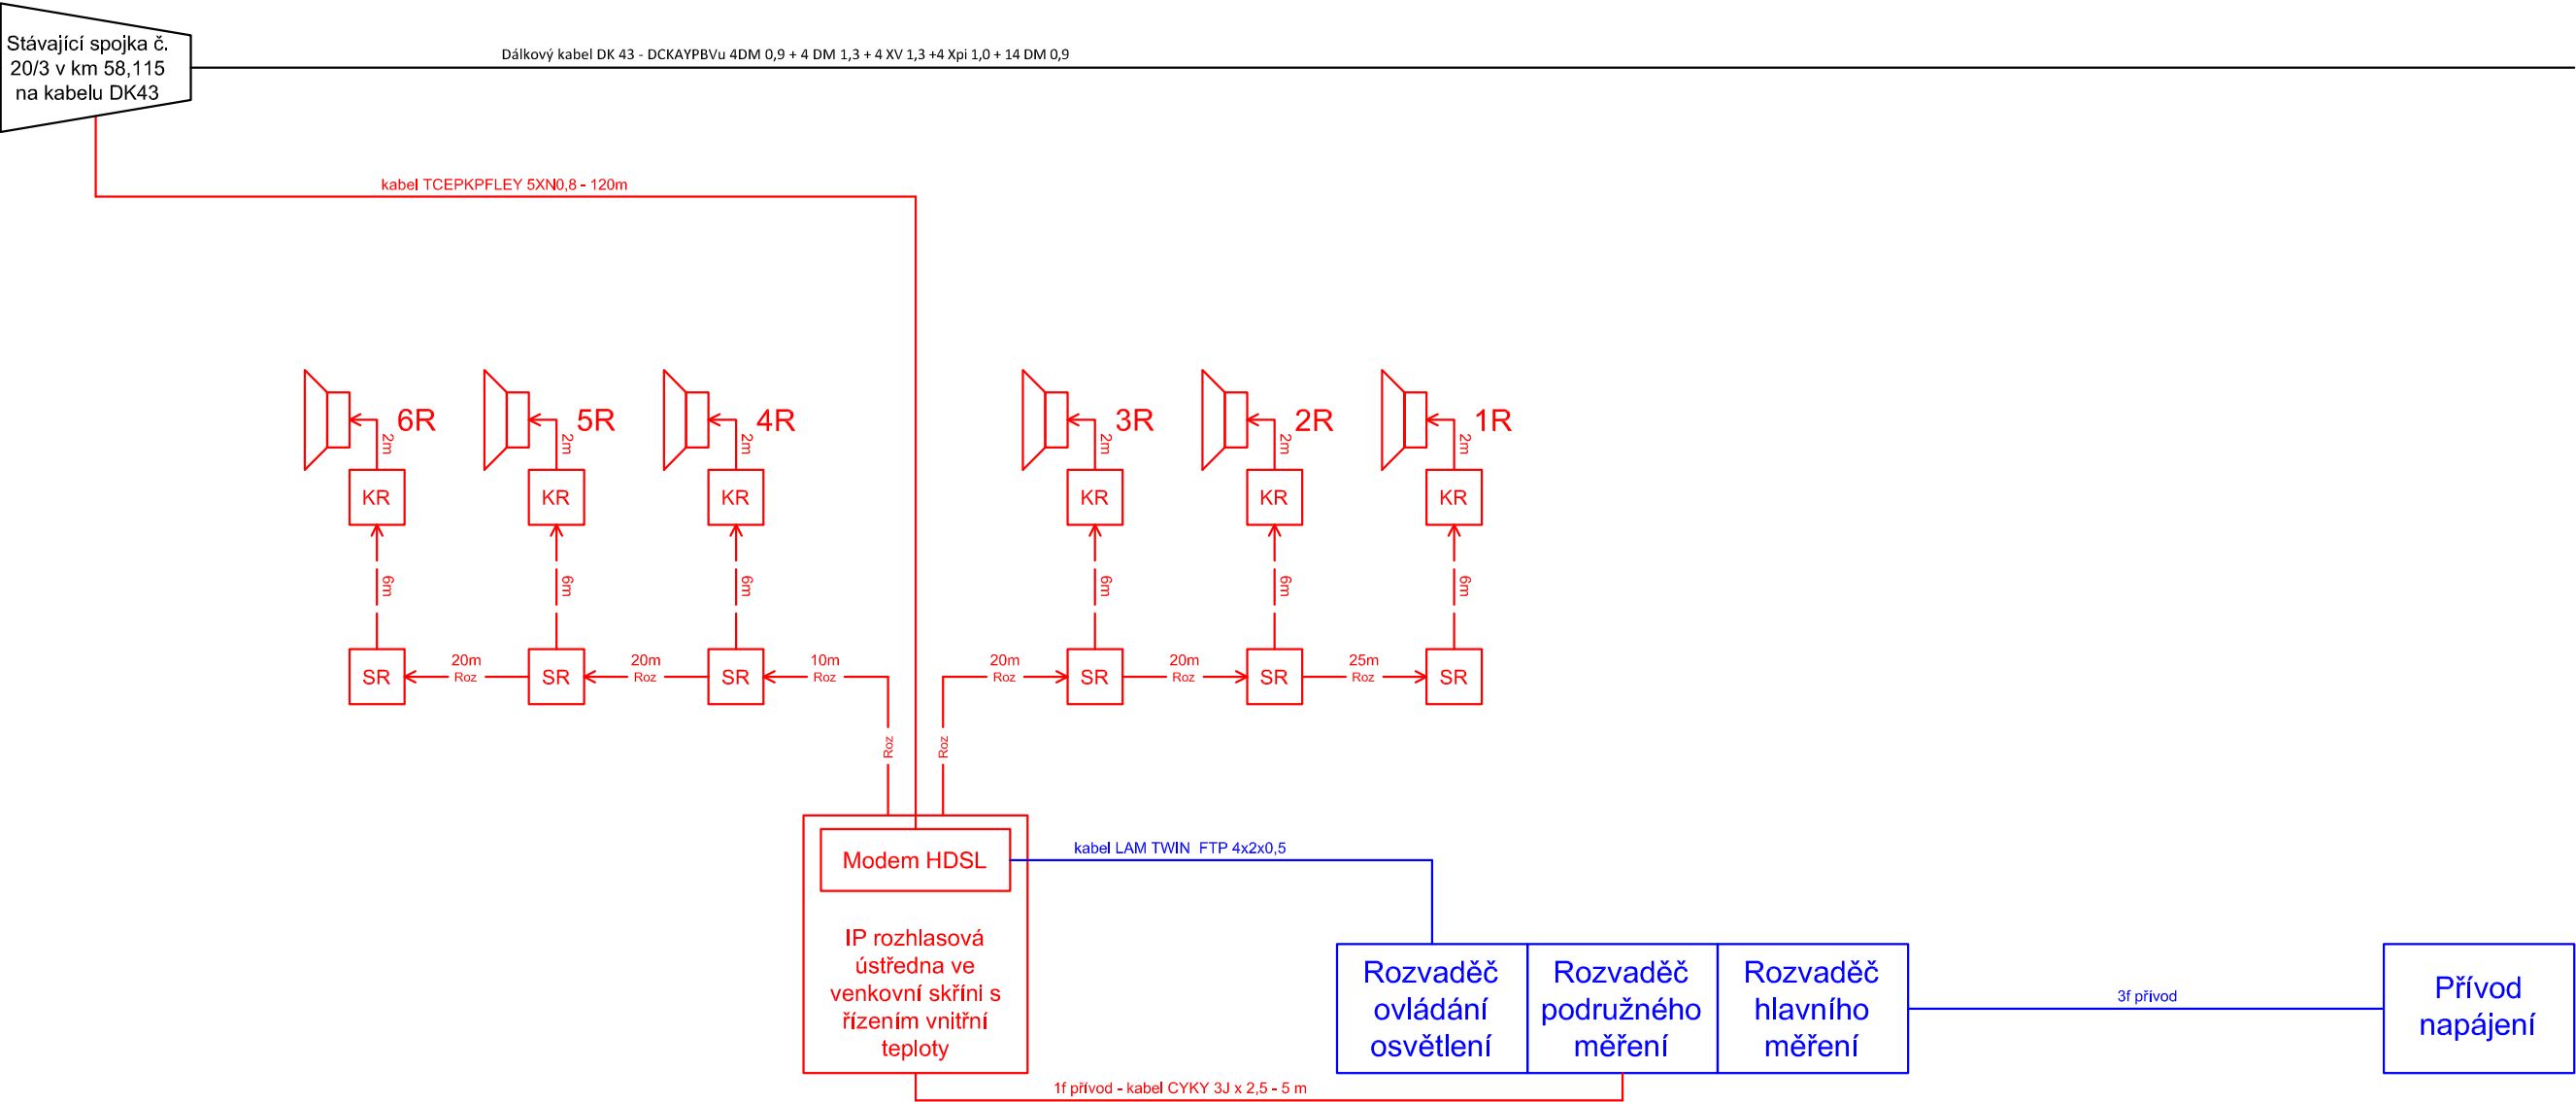 Stávající spojka č.
20/3 v km 58,115
na kabelu DK43
Dálkový kabel DK 43 - DCKAYPBVu 4DM 0,9 + 4 DM 1,3 + 4 XV 1,3 +4 Xpi 1,0 + 14 DM 0,9
kabel TCEPKPFLEY 5XN0,8 - 120m
6R
5R
4R
3R
2R
1R
2m
2m
2m
2m
2m
2m
KR
KR
KR
KR
KR
KR
6m
6m
6m
6m
6m
6m
20m
20m
10m
20m
20m
25m
SR
Roz
SR
Roz
SR
Roz
Roz
SR
Roz
SR
Roz
SR
Roz
Roz
Modem HDSL
kabel LAM TWIN  FTP 4x2x0,5
IP rozhlasová
ústředna ve
venkovní skříni s
řízením vnitřní
teploty
Rozvaděč
ovládání
osvětlení
Rozvaděč
podružného
měření
Rozvaděč
hlavního
měření
3f přívod
Přívod
napájení
1f přívod - kabel CYKY 3J x 2,5 - 5 m